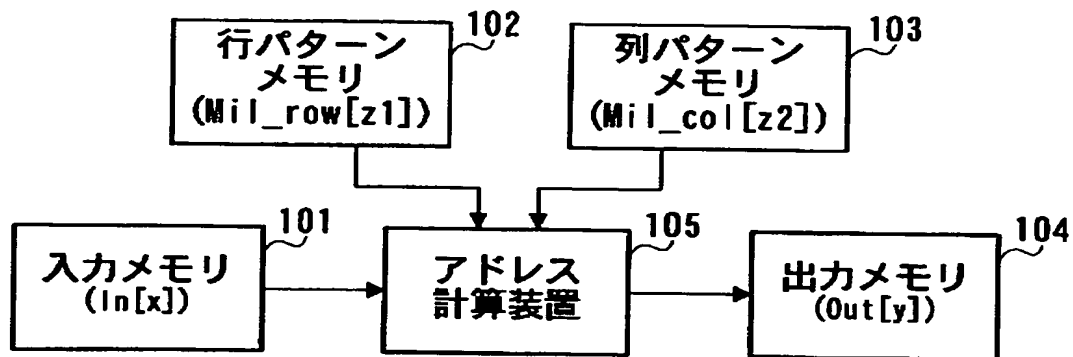 102
行パターン
メモリ
(Mil_row[z1])
103
列パターン
メモリ
(Mil_col[z2])
101
入力メモリ
(In[x])
105
アドレス
計算装置
104
出力メモリ
(Out[y])